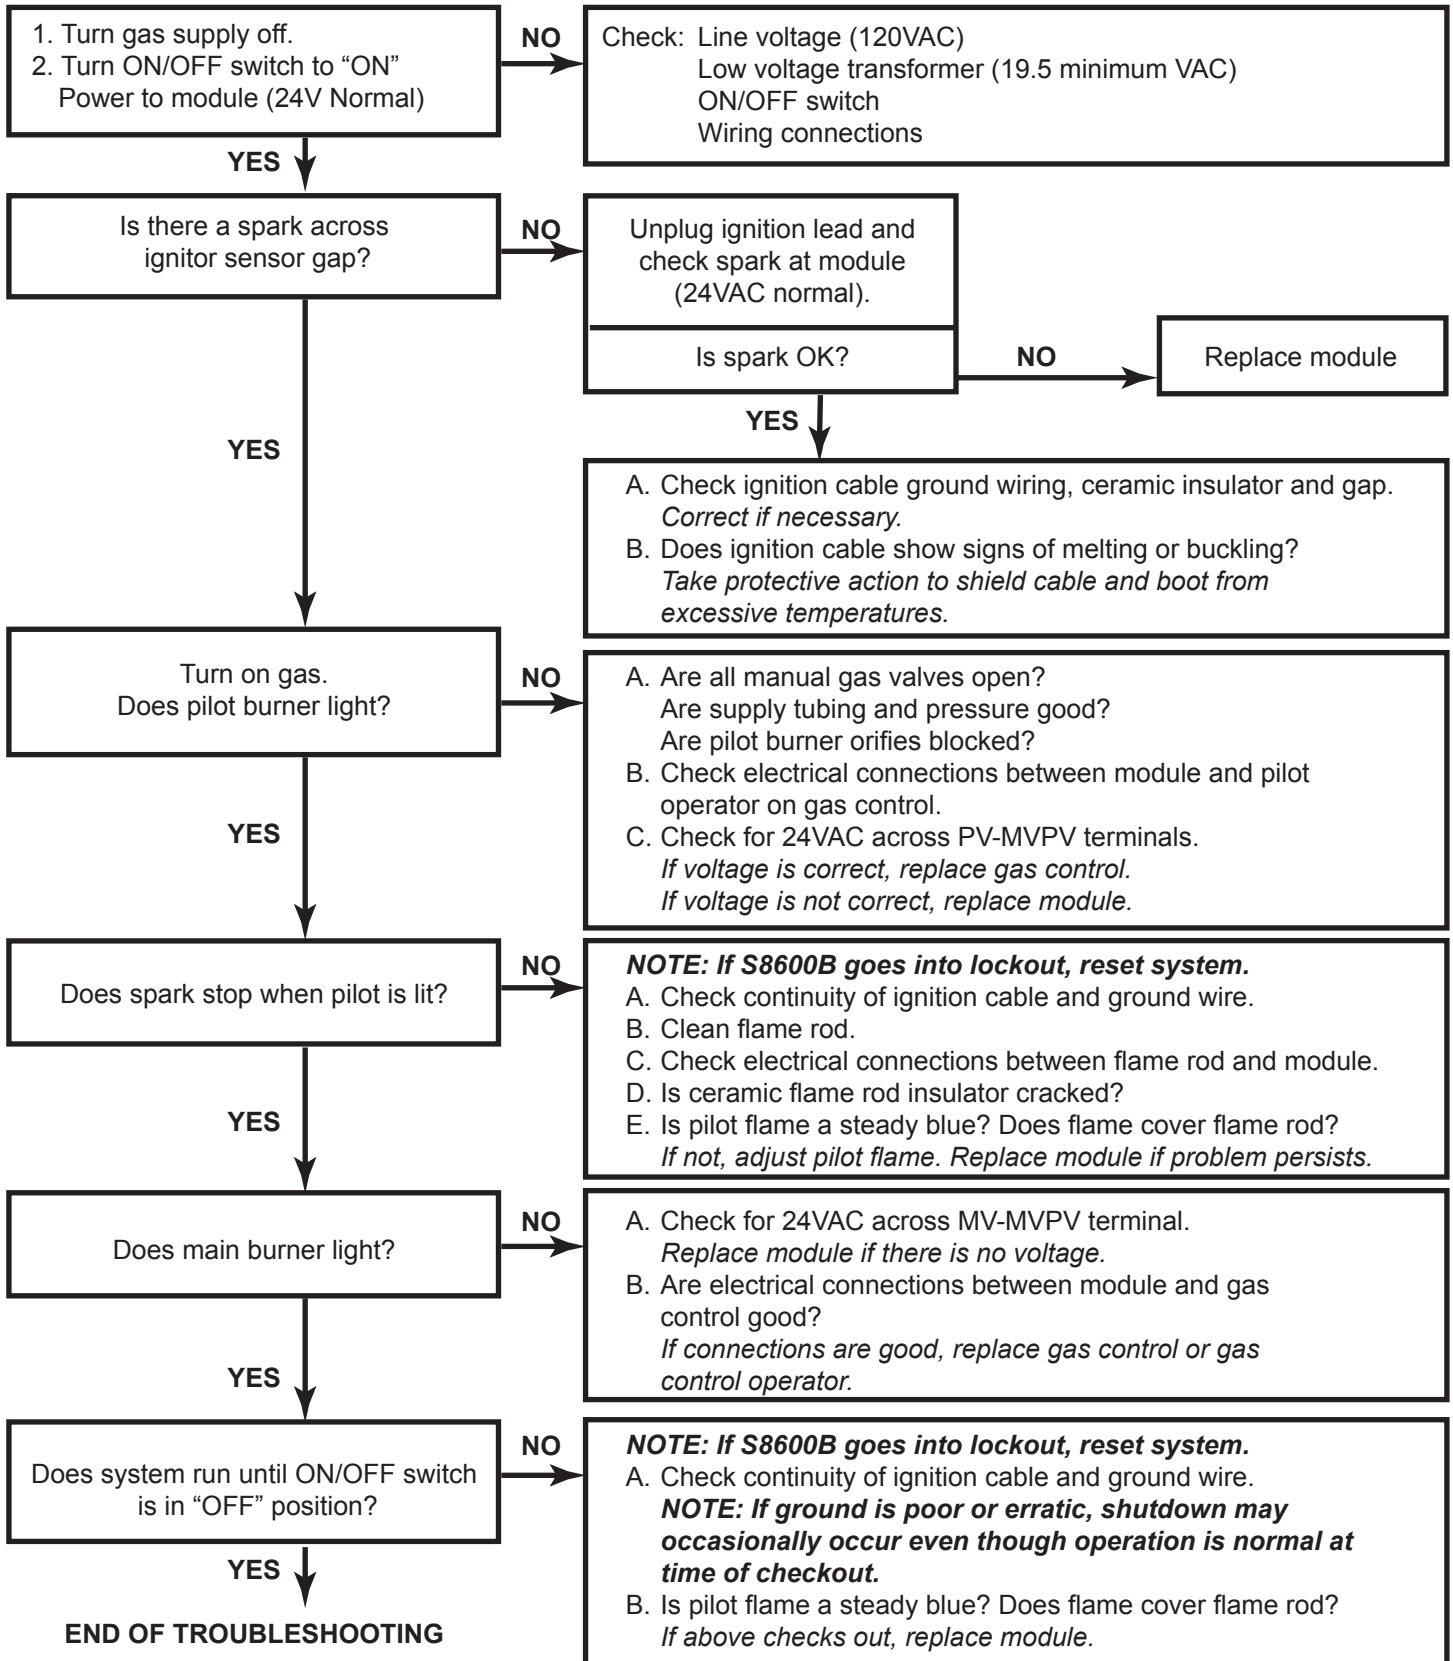 1. Turn gas supply off.
2. Turn ON/OFF switch to “ON”
Power to module (24V Normal)
NO
Check: Line voltage (120VAC)
Low voltage transformer (19.5 minimum VAC)
ON/OFF switch
Wiring connections
YES
Is there a spark across
ignitor sensor gap?
NO
Unplug ignition lead and
check spark at module
(24VAC normal).
Is spark OK?
NO
Replace module
YES
YES
A. Check ignition cable ground wiring, ceramic insulator and gap.
Correct if necessary.
B. Does ignition cable show signs of melting or buckling?
Take protective action to shield cable and boot from
excessive temperatures.
Turn on gas.
Does pilot burner light?
NO
A. Are all manual gas valves open?
Are supply tubing and pressure good?
Are pilot burner orifies blocked?
B. Check electrical connections between module and pilot
operator on gas control.
C. Check for 24VAC across PV-MVPV terminals.
If voltage is correct, replace gas control.
If voltage is not correct, replace module.
YES
Does spark stop when pilot is lit?
NO
NOTE: If S8600B goes into lockout, reset system.
A. Check continuity of ignition cable and ground wire.
B. Clean flame rod.
C. Check electrical connections between flame rod and module.
D. Is ceramic flame rod insulator cracked?
E. Is pilot flame a steady blue? Does flame cover flame rod?
If not, adjust pilot flame. Replace module if problem persists.
YES
Does main burner light?
NO
A. Check for 24VAC across MV-MVPV terminal.
Replace module if there is no voltage.
B. Are electrical connections between module and gas
control good?
If connections are good, replace gas control or gas
control operator.
YES
Does system run until ON/OFF switch
is in “OFF” position?
NO
NOTE: If S8600B goes into lockout, reset system.
A. Check continuity of ignition cable and ground wire.
NOTE: If ground is poor or erratic, shutdown may
occasionally occur even though operation is normal at
time of checkout.
B. Is pilot flame a steady blue? Does flame cover flame rod?
If above checks out, replace module.
YES
END OF TROUBLESHOOTING